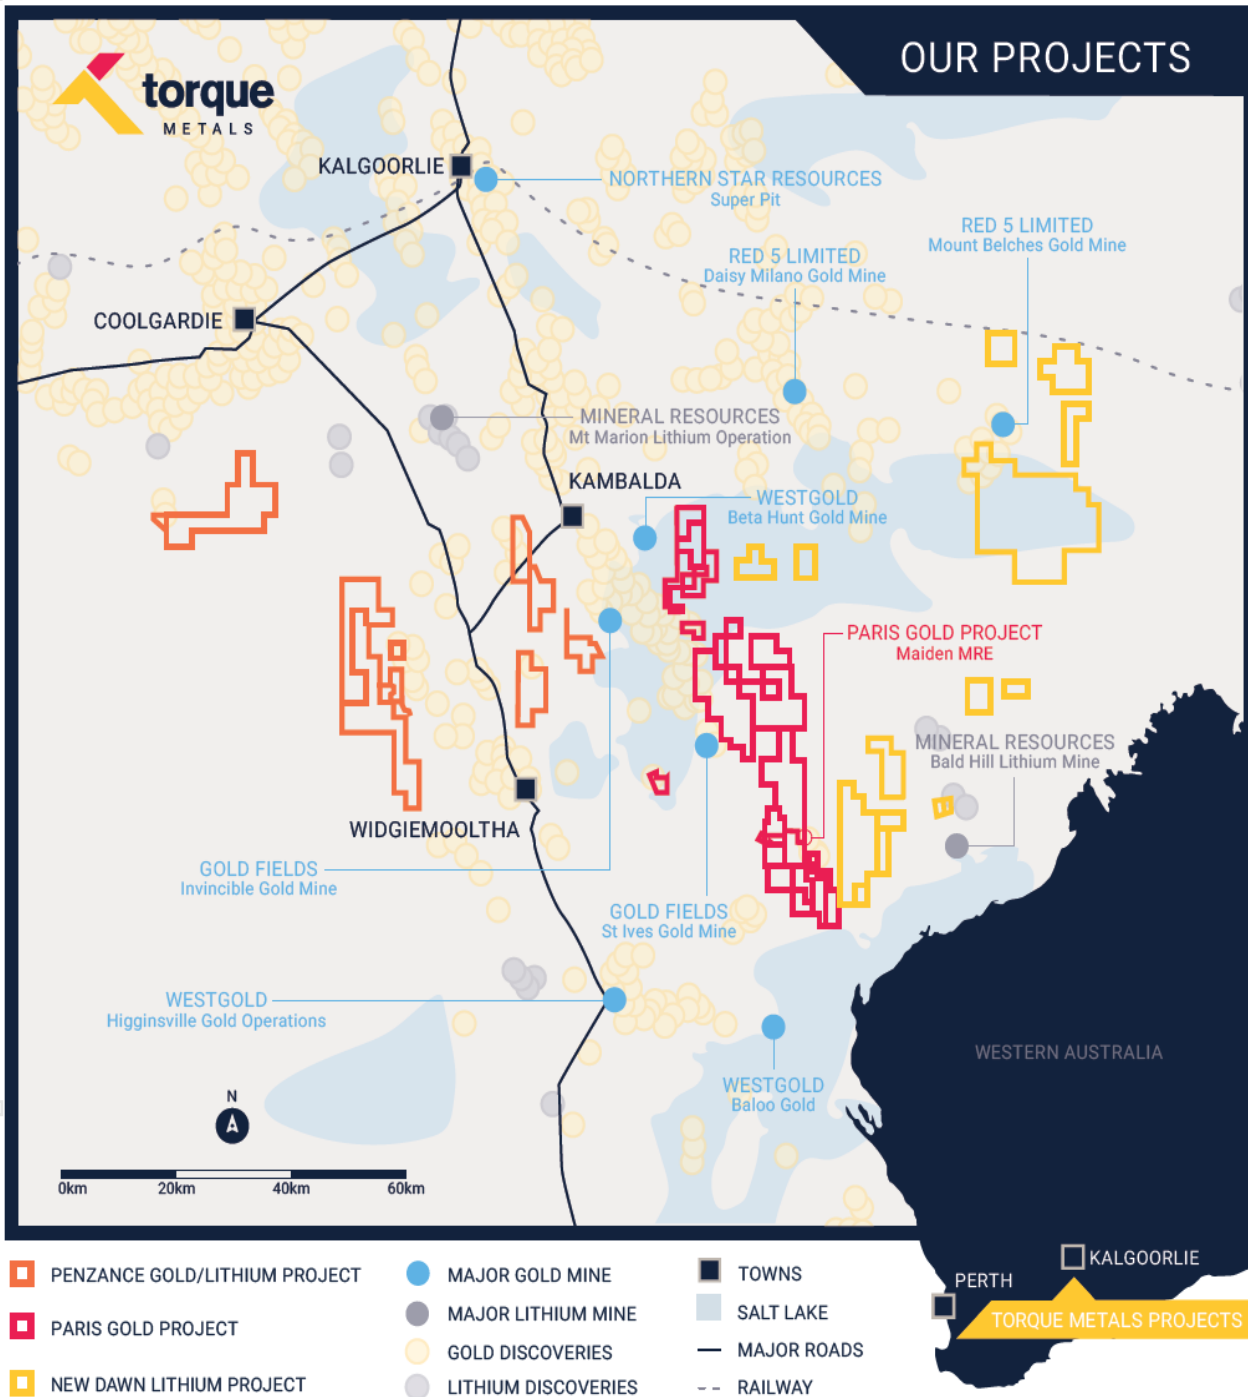 OUR PROJECTS
torque
METALS
KALGOORLIE
NORTHERN STAR RESOURCES
Super Pit
RED 5 LIMITED
Mount Belches Gold Mine
RED 5 LIMITED
Daisy Milano Gold Mine
COOLGARDIE
MINERAL RESOURCES
Mt Marion Lithium Operation
KAMBALDA
WESTGOLD
Beta Hunt Gold Mine
PARIS GOLD PROJECT
Maiden MRE
MINERAL RESOURCES
Bald Hill Lithium Mine
WIDGIEMOOLTHA
GOLD FIELDS
Invincible Gold Mine
GOLD FIELDS
St Ives Gold Mine
WESTGOLD
Higginsville Gold Operations
WESTERN AUSTRALIA
WESTGOLD
Baloo Gold
N
0km 20km 40km 60km
KALGOORLIE
PERTH
TORQUE METALS PROJECTS
PENZANCE GOLD/LITHIUM PROJECT
PARIS GOLD PROJECT
NEW DAWN LITHIUM PROJECT
MAJOR GOLD MINE
MAJOR LITHIUM MINE
GOLD DISCOVERIES
LITHIUM DISCOVERIES
TOWNS
SALT LAKE
MAJOR ROADS
RAILWAY